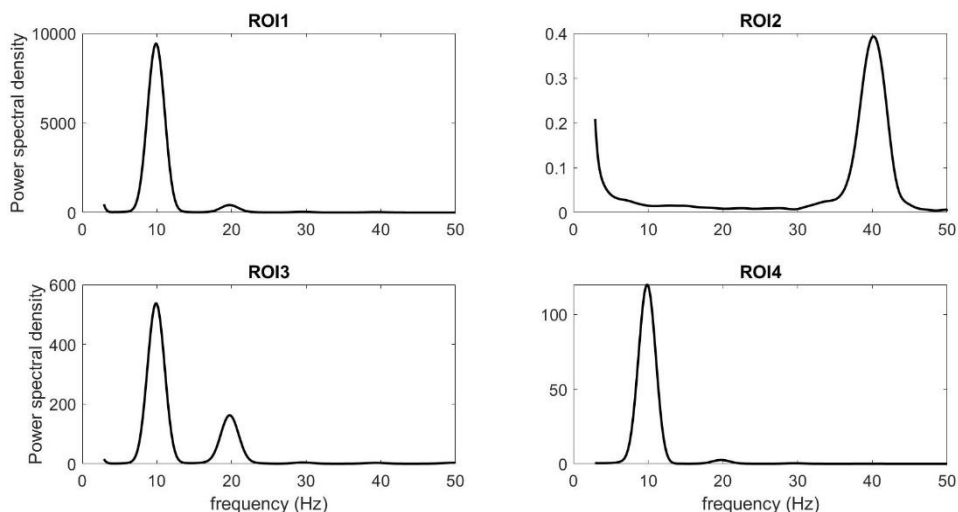 ROI1
10000
5000
0
Power spectral density
0 10 20 30 40 50
ROI2
0.4
0.3
0.2
0.1
0
0 10 20 30 40 50
ROI3
600
400
200
0
Power spectral density
0 10 20 30 40 50
frequency (Hz)
ROI4
100
50
0
0 10 20 30 40 50
frequency (Hz)